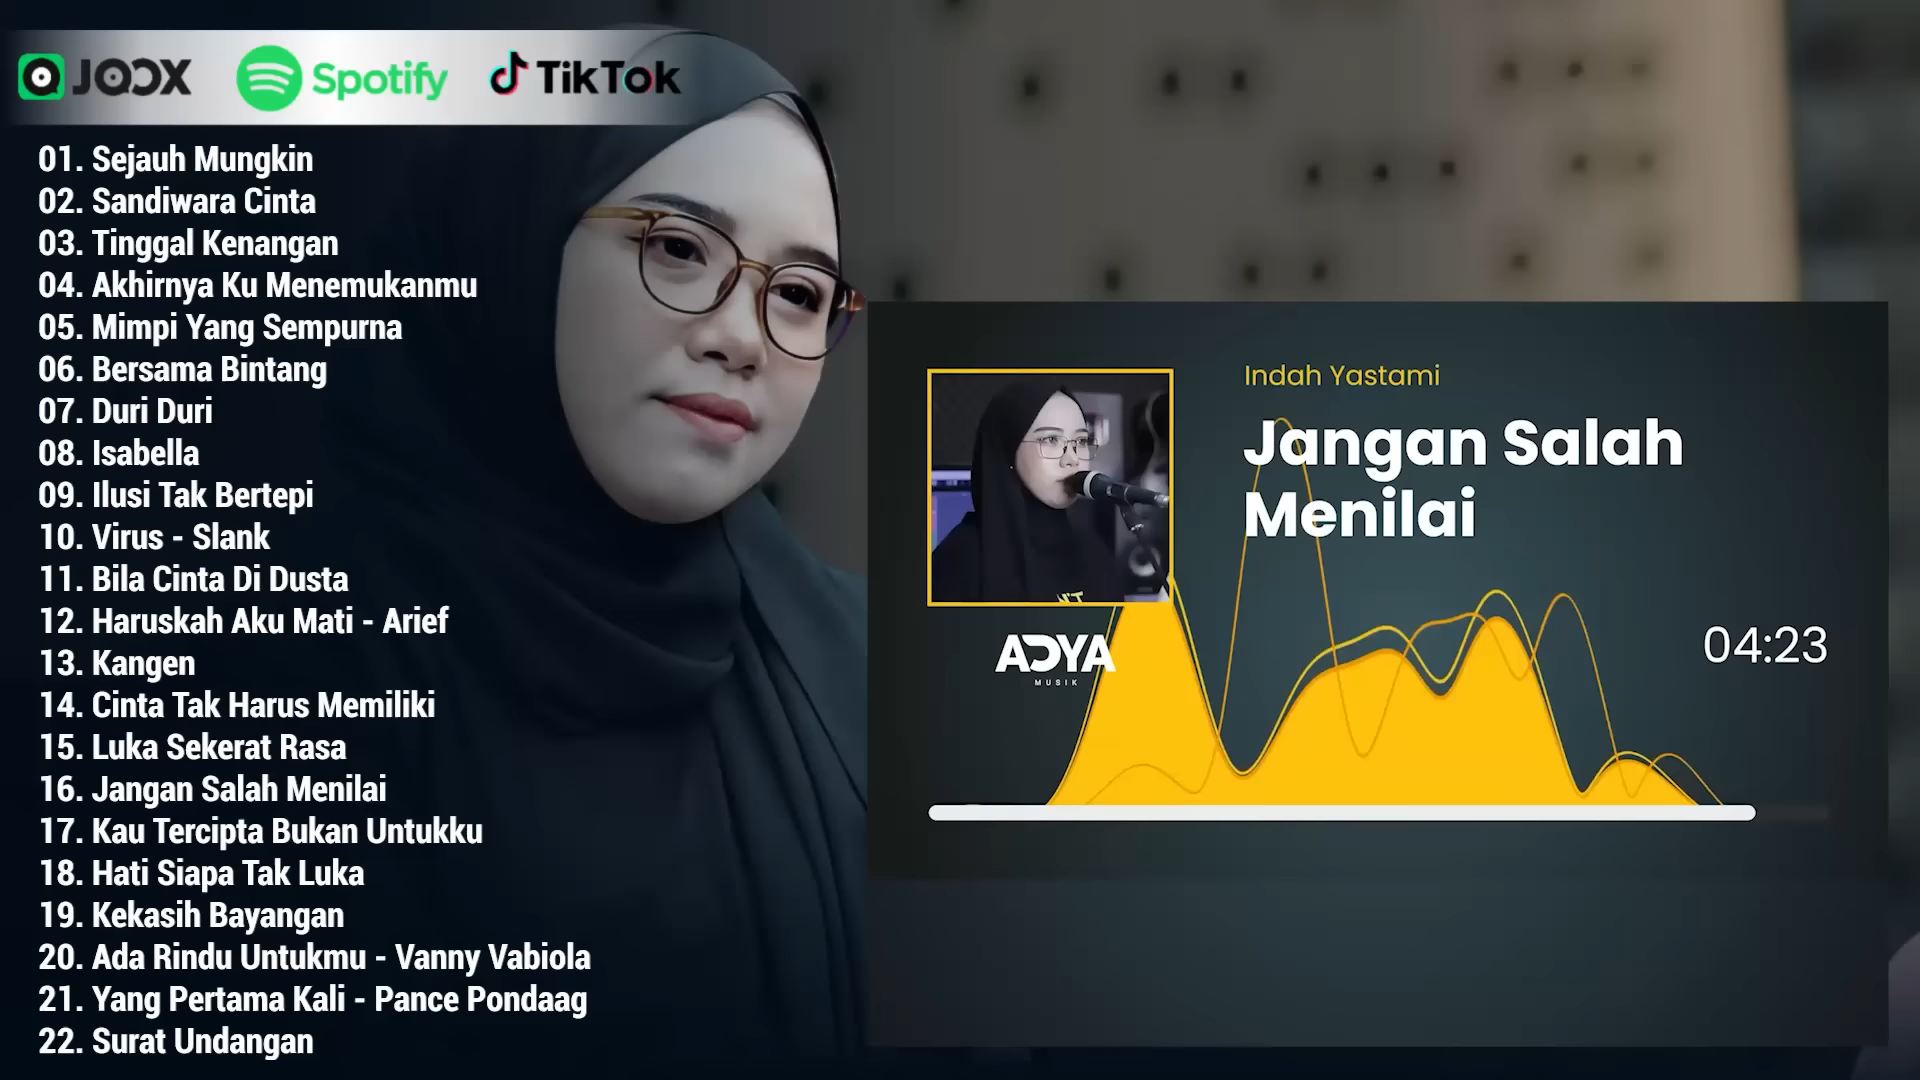 JOOX Spotify TikTok
01. Sejauh Mungkin
02. Sandiwara Cinta
03. Tinggal Kenangan
04. Akhirnya Ku Menemukanmu
05. Mimpi Yang Sempurna
06. Bersama Bintang
07. Duri Duri
08. Isabella
09. Ilusi Tak Bertepi
10. Virus - Slank
11. Bila Cinta Di Dusta
12. Haruskah Aku Mati - Arief
13. Kangen
14. Cinta Tak Harus Memiliki
15. Luka Sekerat Rasa
16. Jangan Salah Menilai
17. Kau Tercipta Bukan Untukku
18. Hati Siapa Tak Luka
19. Kekasih Bayangan
20. Ada Rindu Untukmu - Vanny Vabiola
21. Yang Pertama Kali - Pance Pondaag
22. Surat Undangan
Indah Yastami
Jangan Salah
Menilai
ADYA
MUSIK
04:23